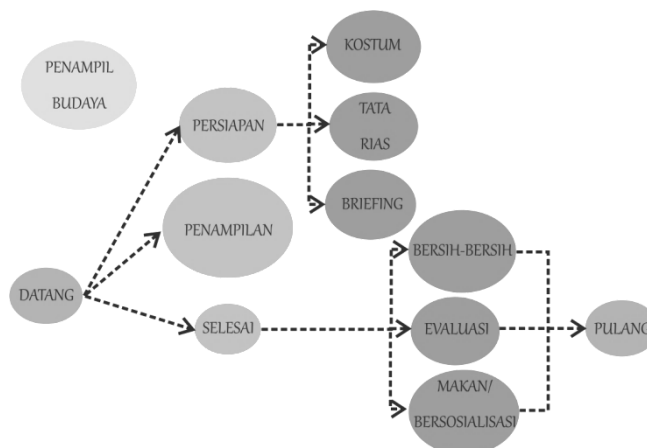 PENAMPIL
BUDAYA
KOSTUM
PERSIAPAN
TATA
RIAS
BRIEFING
PENAMPILAN
BERSIH-BERSIH
DATANG
SELESAI
EVALUASI
PULANG
MAKAN/
BERSOSIALISASI